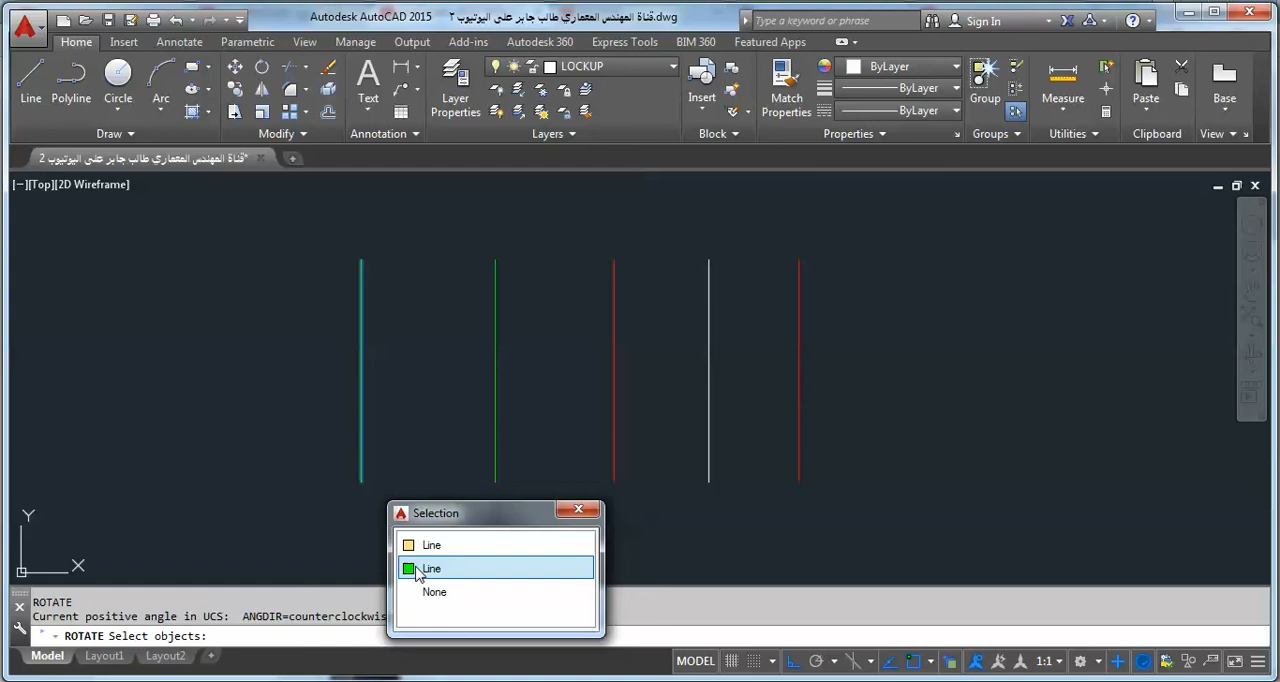 Autodesk AutoCAD 2015 قناة المهندس المعماري طالب جابر على اليوتيوب ٢.dwg
Type a keyword or phrase
Sign In
Home Insert Annotate Parametric View Manage Output Add-ins Autodesk 360 Express Tools BIM 360 Featured Apps
LOCKUP
ByLayer
ByLayer
ByLayer
Line Polyline Circle Arc
Text
Layer Properties
Insert
Match Properties
Group
Measure
Paste
Base
Draw
Modify
Annotation
Layers
Block
Properties
Groups
Utilities
Clipboard
View
قناة المهندس المعماري طالب جابر على اليوتيوب 2*
[−][Top][2D Wireframe]
Y
X
Selection
Line
Line
None
ROTATE
Current positive angle in UCS: ANGDIR=counterclockwis
ROTATE Select objects:
Model Layout1 Layout2 +
MODEL
1:1